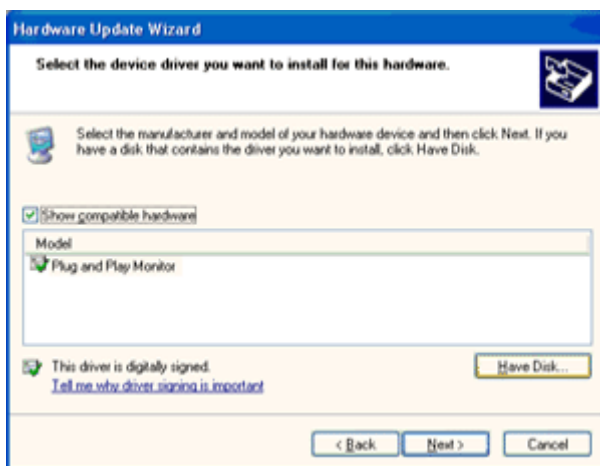 Hardware Update Wizard
Select the device driver you want to install for this hardware.
Select the manufacturer and model of your hardware device and then click Next. If you
have a disk that contains the driver you want to install, click Have Disk.
Show compatible hardware
Model
Plug and Play Monitor
This driver is digitally signed.
Have Disk...
Tell me why driver signing is important
< Back
Next >
Cancel